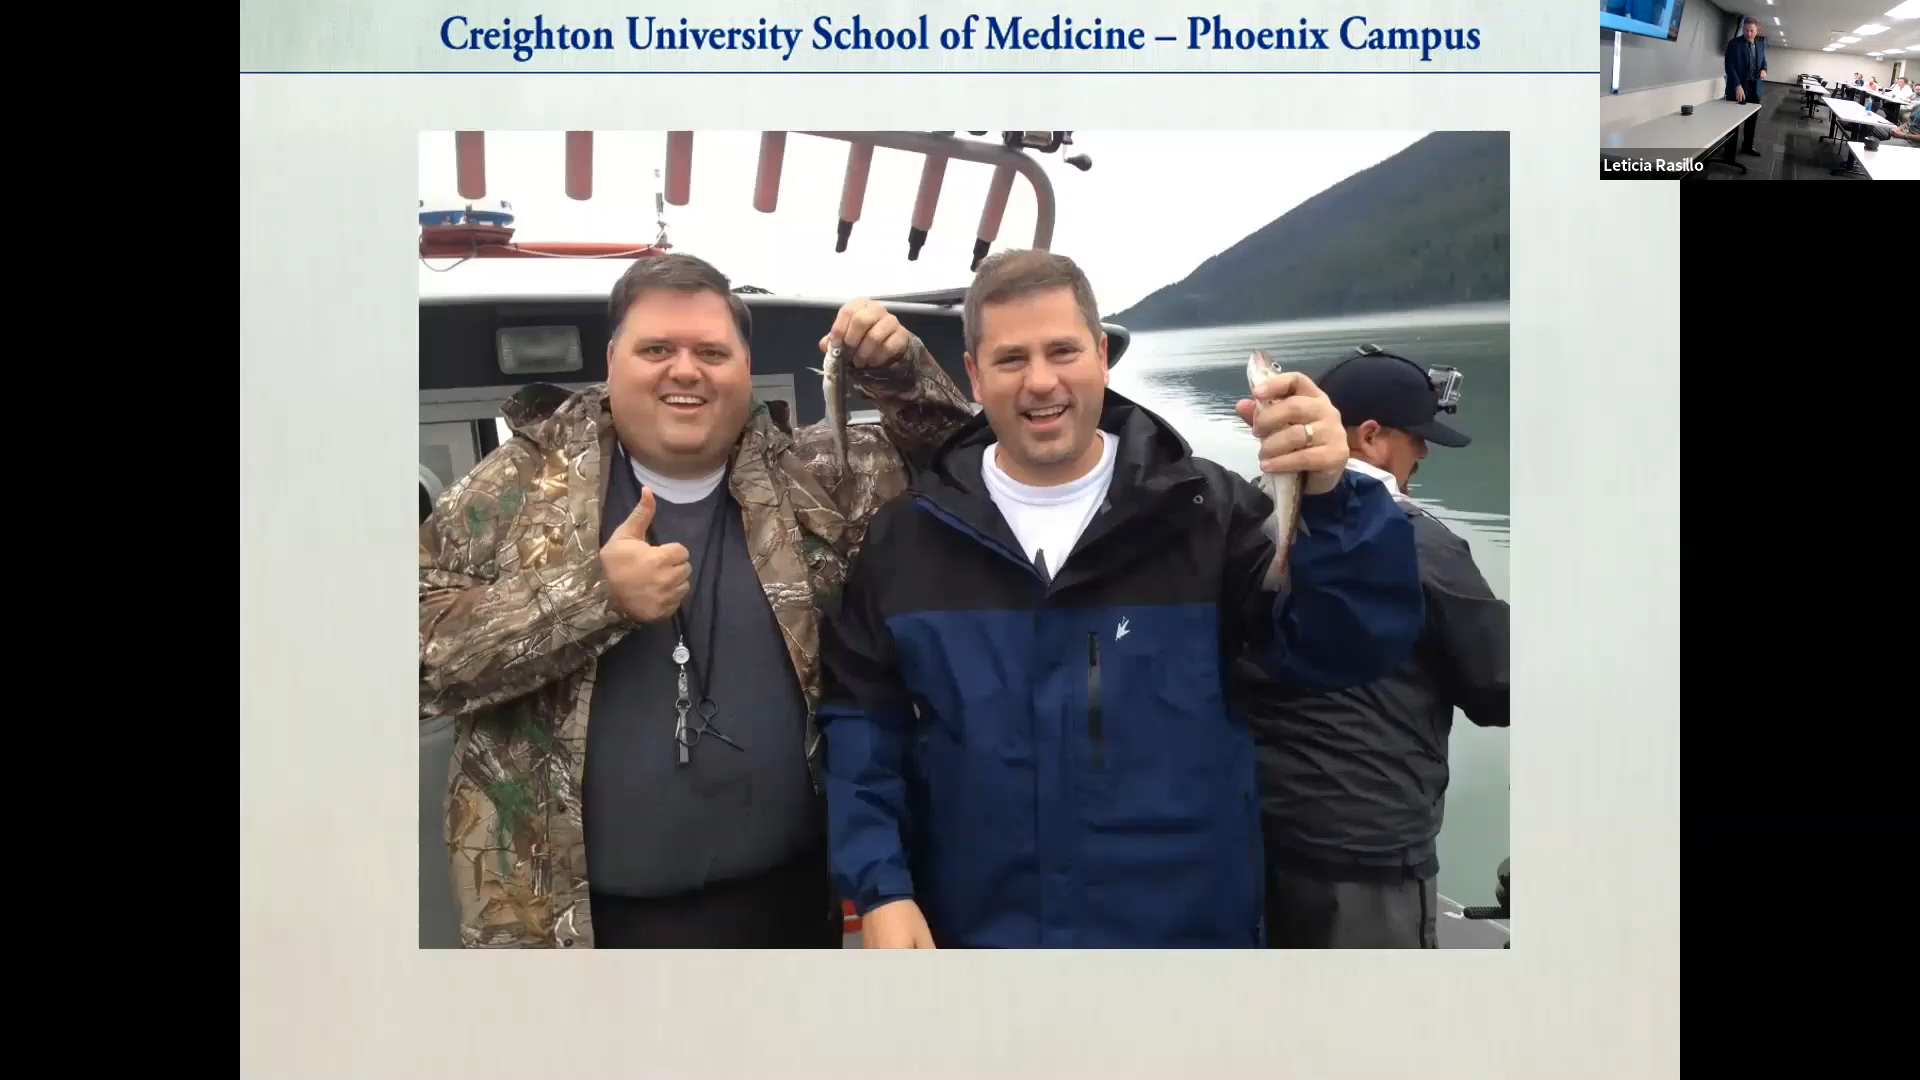 Creighton University School of Medicine – Phoenix Campus
Leticia Rasillo